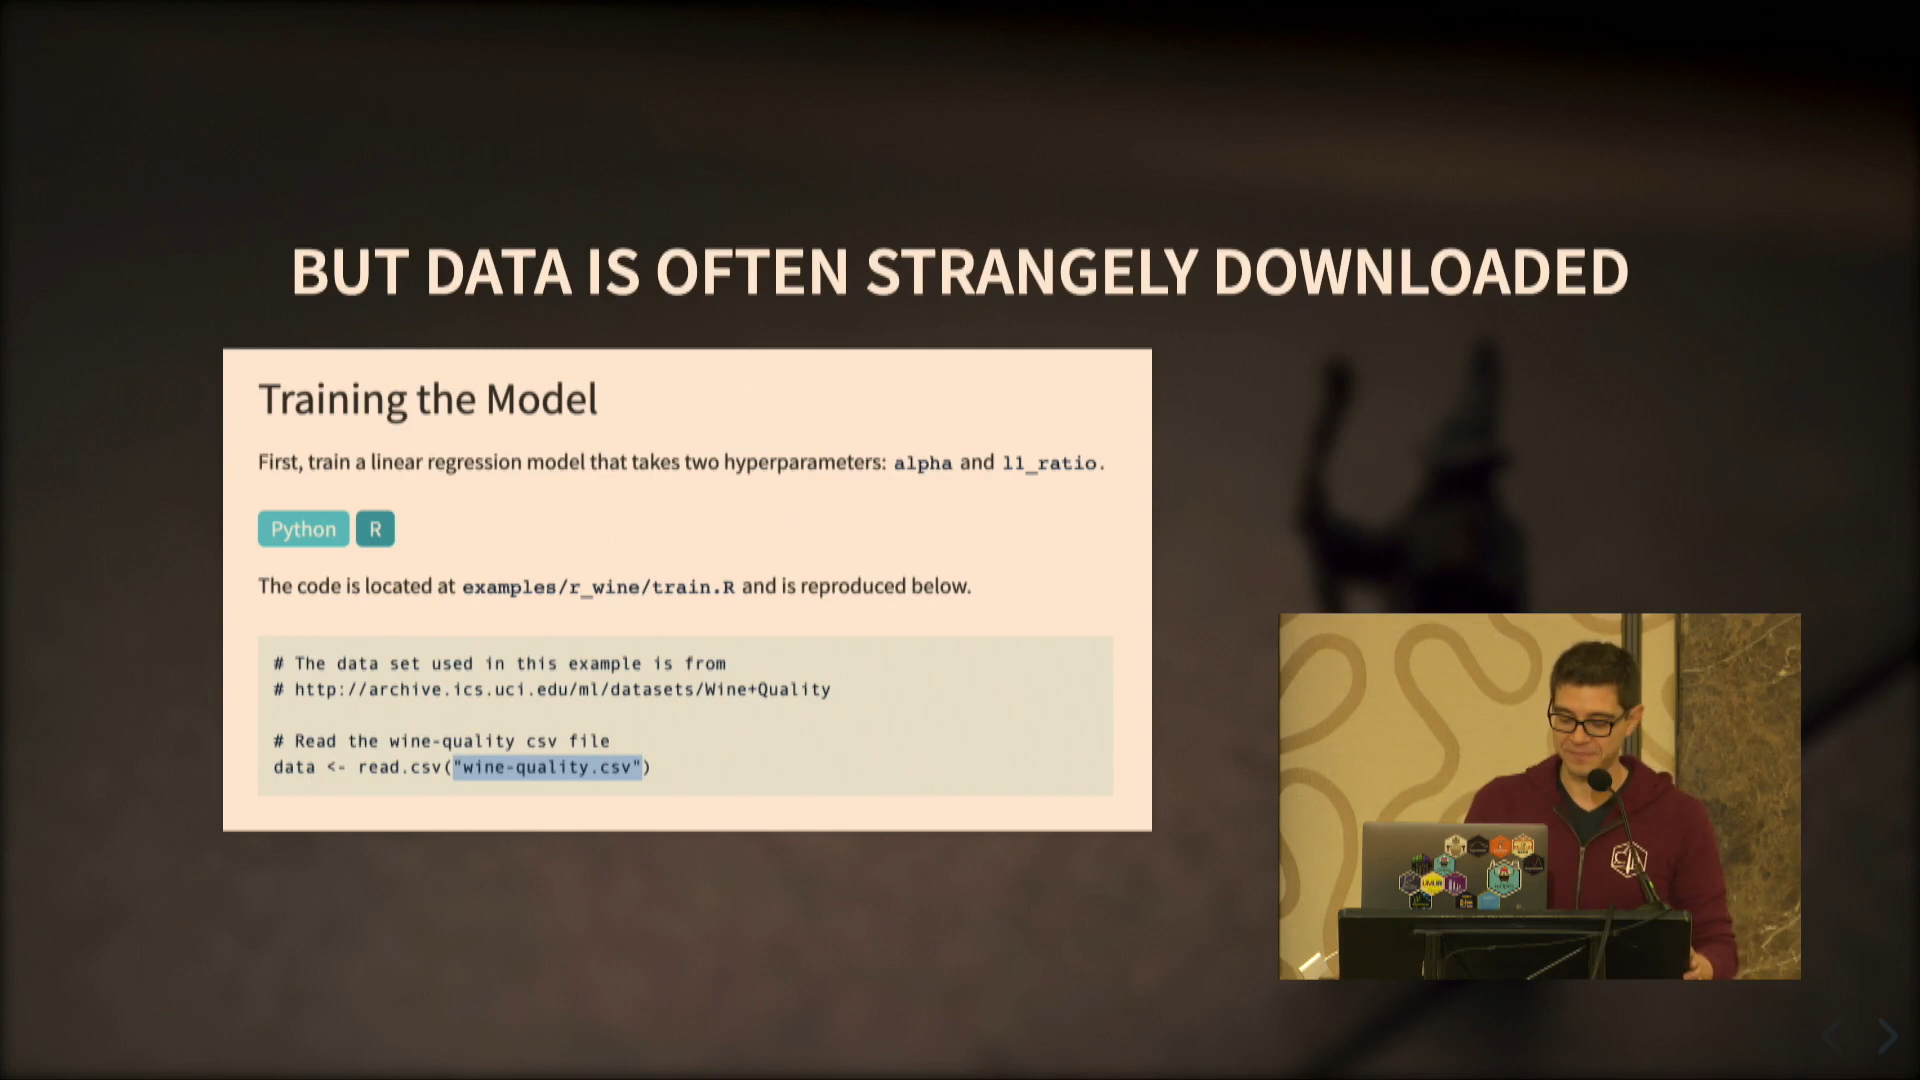 BUT DATA IS OFTEN STRANGELY DOWNLOADED
Training the Model
First, train a linear regression model that takes two hyperparameters: alpha and l1_ratio.
Python R
The code is located at examples/r_wine/train.R and is reproduced below.
# The data set used in this example is from
# http://archive.ics.uci.edu/ml/datasets/Wine+Quality
# Read the wine-quality csv file
data <- read.csv("wine-quality.csv")